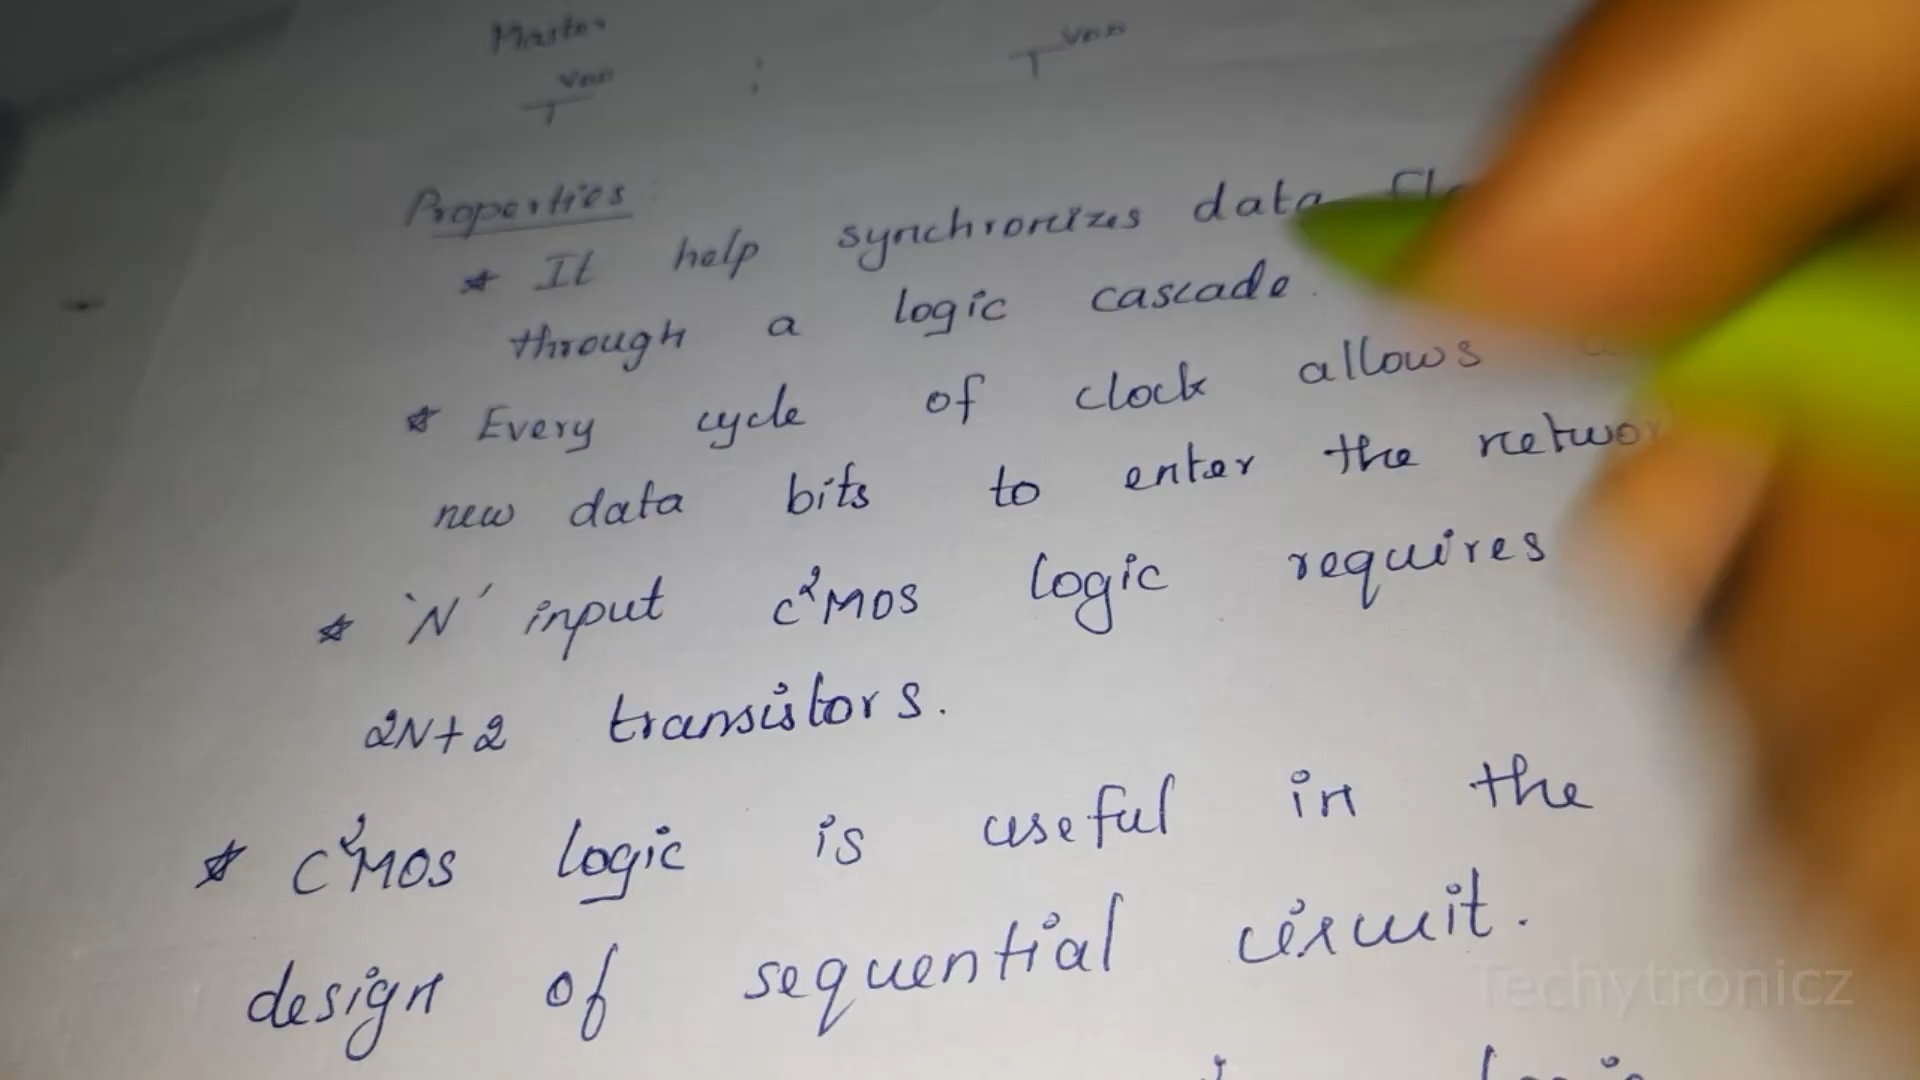 Master
VDD VDD
Properties
* It help synchronizes data
through a logic cascade.
* Every cycle of clock allows
new data bits to enter the
* 'N' input C²MOS logic requires
2N+2 transistors.
* C²MOS logic is useful in the
design of sequential circuit.
Techytronicz